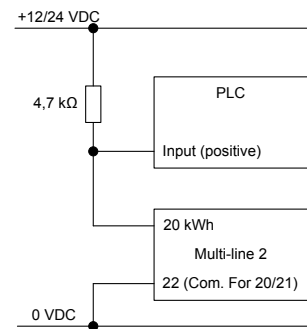 +12/24 VDC
4,7 kΩ
PLC
Input (positive)
20 kWh
Multi-line 2
22 (Com. For 20/21)
0 VDC